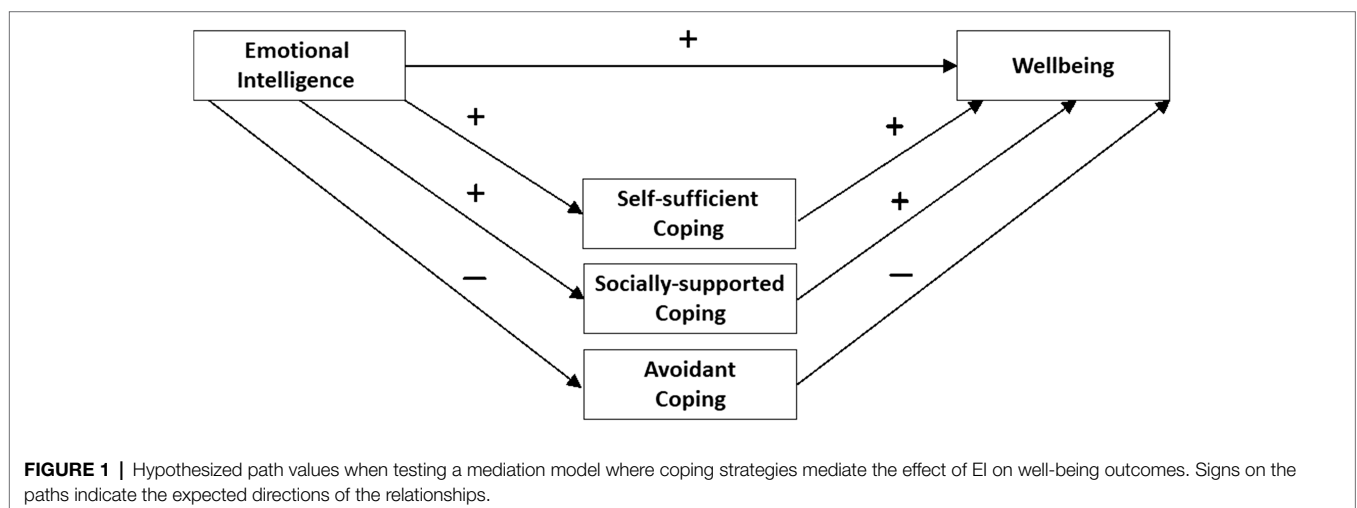 Emotional
Intelligence
+
Wellbeing
+
+
Self-sufficient
Coping
+
+
Socially-supported
Coping
–
–
Avoidant
Coping
FIGURE 1 | Hypothesized path values when testing a mediation model where coping strategies mediate the effect of EI on well-being outcomes. Signs on the
paths indicate the expected directions of the relationships.